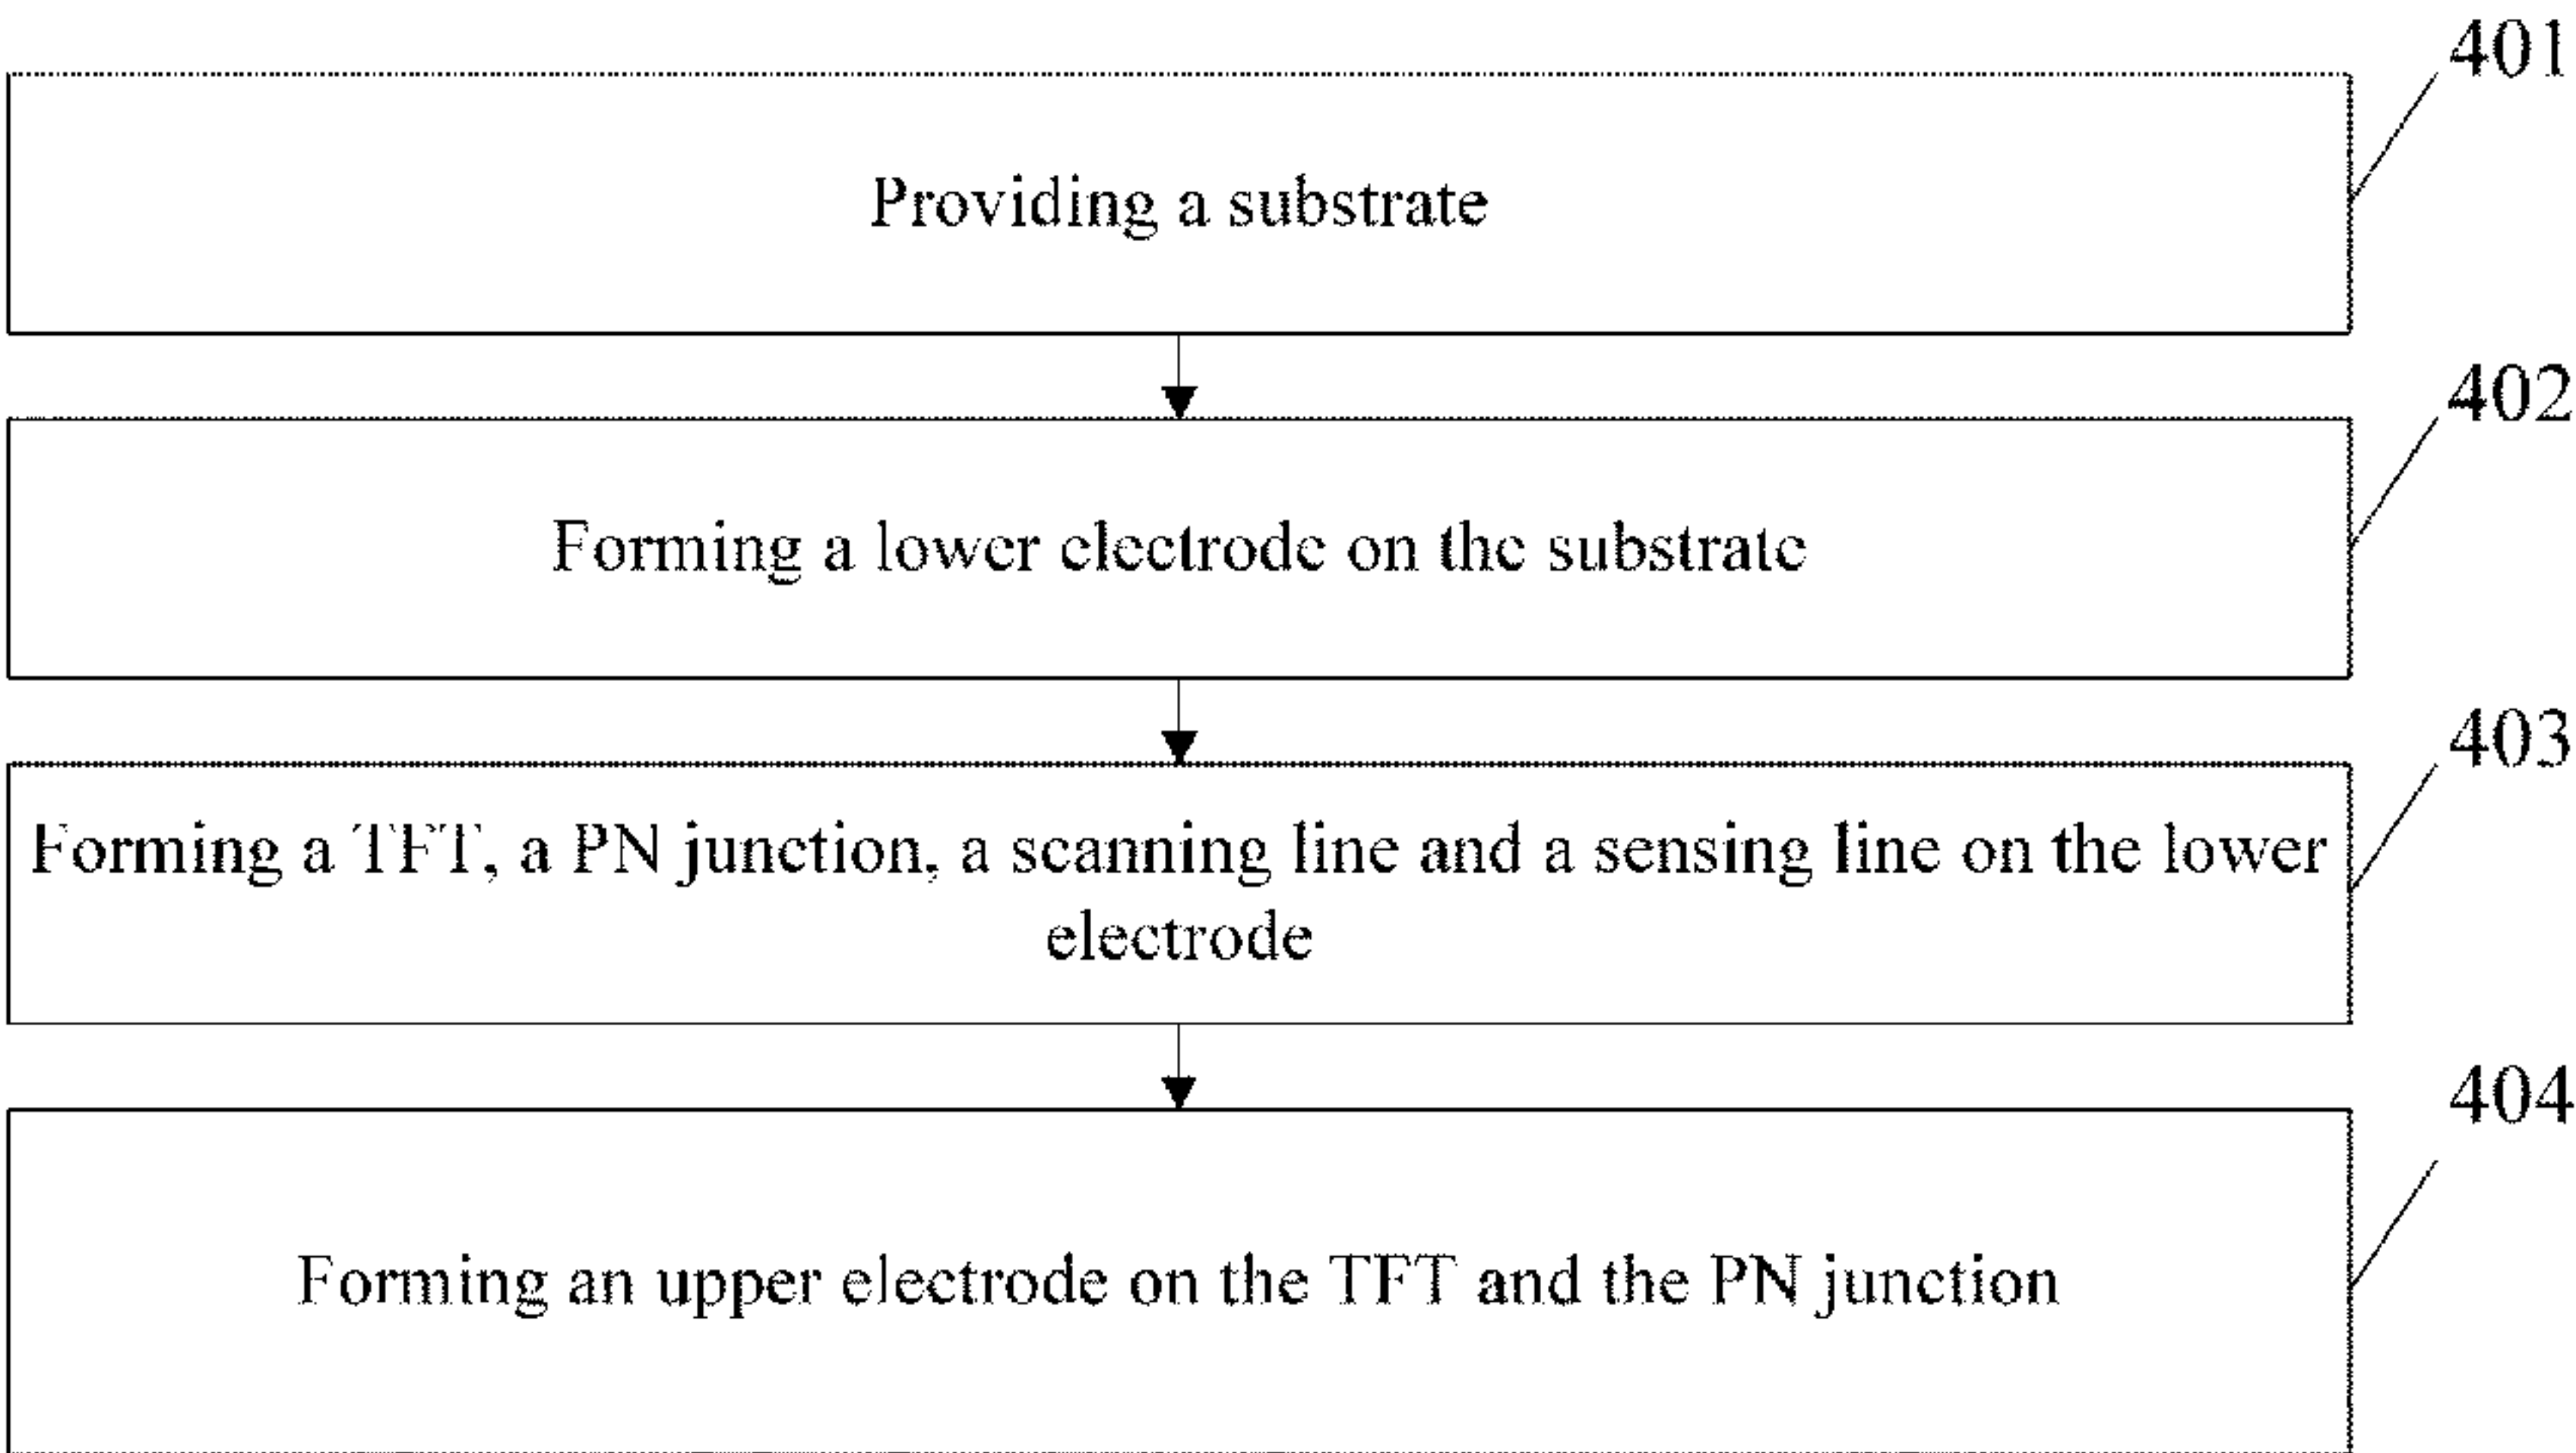 401
Providing a substrate
402
Forming a lower electrode on the substrate
403
Forming a TFT, a PN junction, a scanning line and a sensing line on the lower
electrode
404
Forming an upper electrode on the TFT and the PN junction